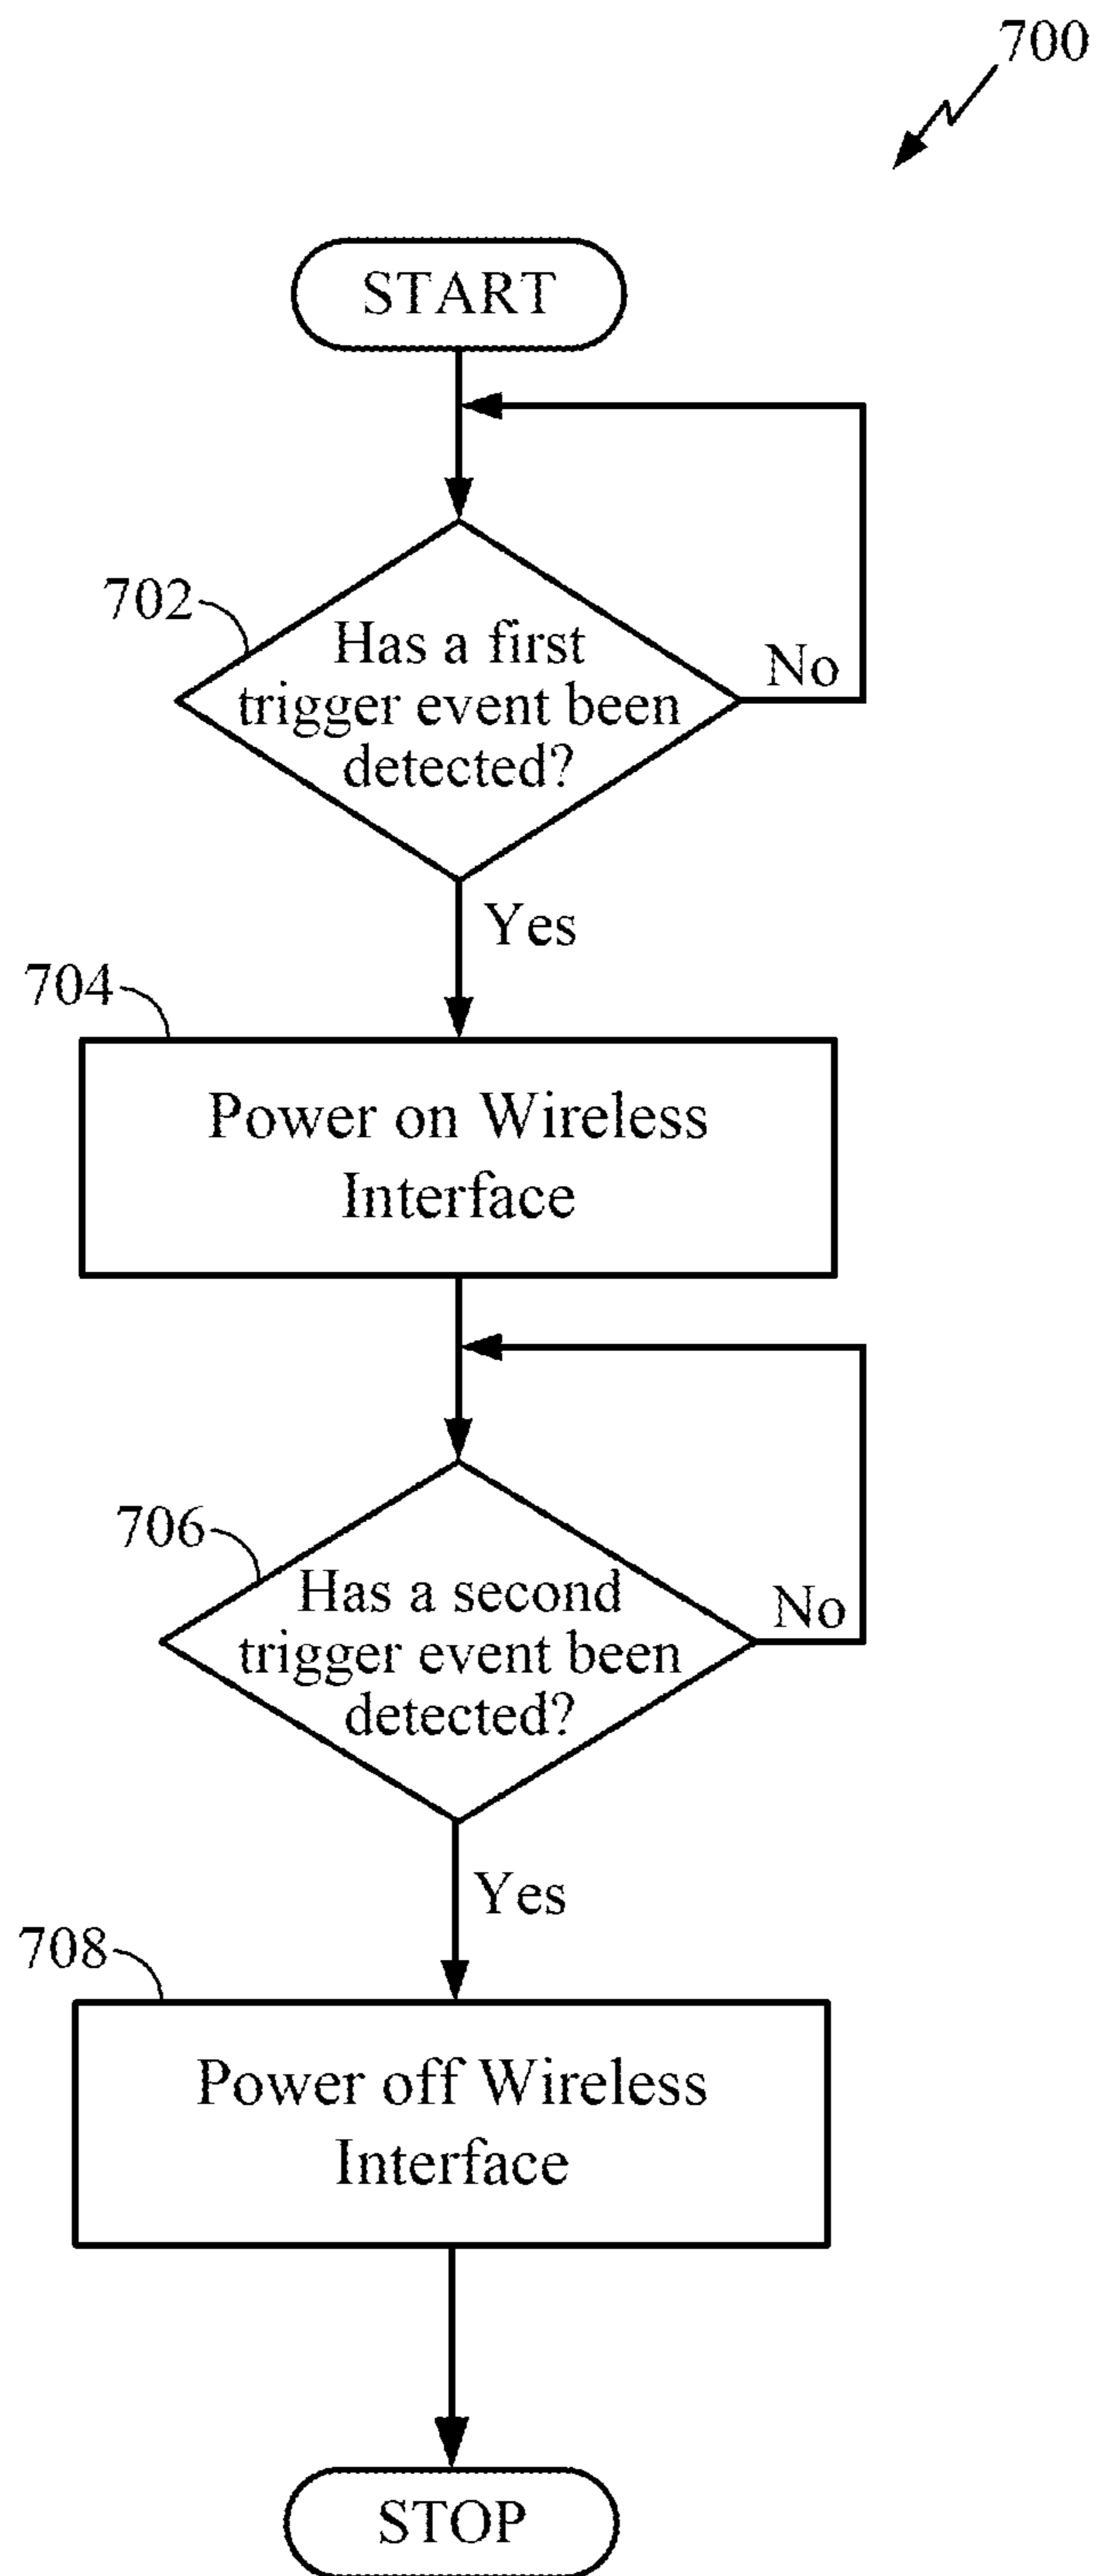 700
START
702
Has a first
trigger event been
detected?
No
Yes
704
Power on Wireless
Interface
706
Has a second
trigger event been
detected?
No
Yes
708
Power off Wireless
Interface
STOP